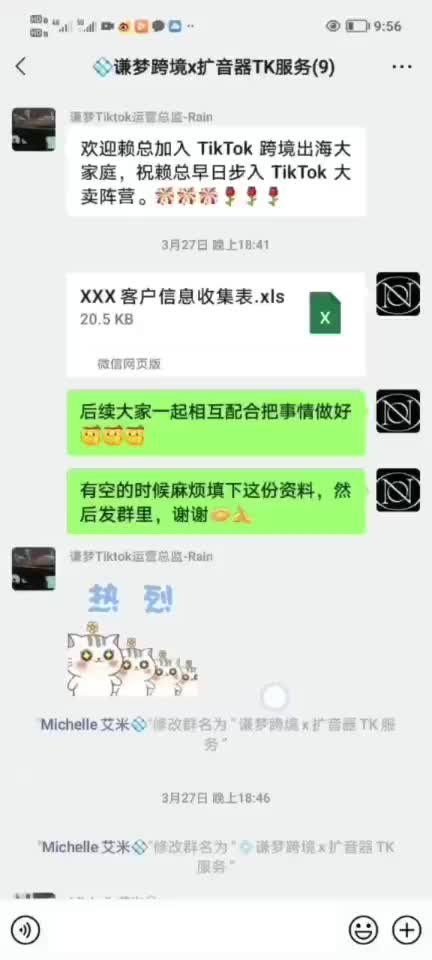 9:56
💠谦梦跨境x扩音器TK服务(9)
谦梦Tiktok运营总监-Rain
欢迎赖总加入 TikTok 跨境出海大
家庭，祝赖总早日步入 TikTok 大
卖阵营。
3月27日 晚上18:41
XXX 客户信息收集表.xls
20.5 KB
X
微信网页版
后续大家一起相互配合把事情做好
有空的时候麻烦填下这份资料，然
后发群里，谢谢
谦梦Tiktok运营总监-Rain
热 烈
"Michelle 艾米💠"修改群名为 " 谦梦跨境 x 扩音器 TK 服
务 "
3月27日 晚上18:46
"Michelle 艾米💠"修改群名为 " 💠谦梦跨境 x 扩音器 TK
服务 "